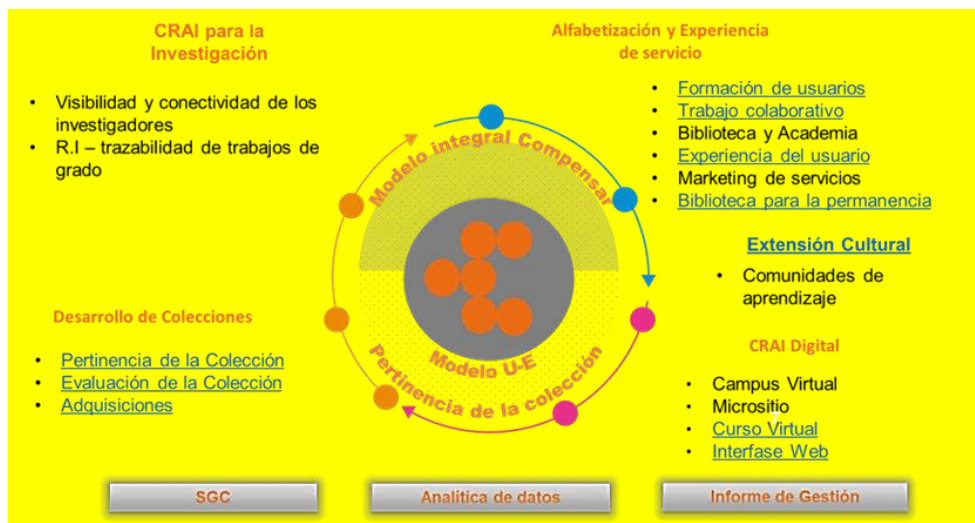 CRAI para la
Investigación
• Visibilidad y conectividad de los
investigadores
• R.I – trazabilidad de trabajos de
grado
Alfabetización y Experiencia
de servicio
• Formación de usuarios
• Trabajo colaborativo
• Biblioteca y Academia
• Experiencia del usuario
• Marketing de servicios
• Biblioteca para la permanencia
Modelo integral Compensar
Modelo U-E
Pertinencia de la colección
Extensión Cultural
• Comunidades de
aprendizaje
Desarrollo de Colecciones
• Pertinencia de la Colección
• Evaluación de la Colección
• Adquisiciones
CRAI Digital
• Campus Virtual
• Micrositio
7
• Curso Virtual
• Interfase Web
SGC
Analítica de datos
Informe de Gestión